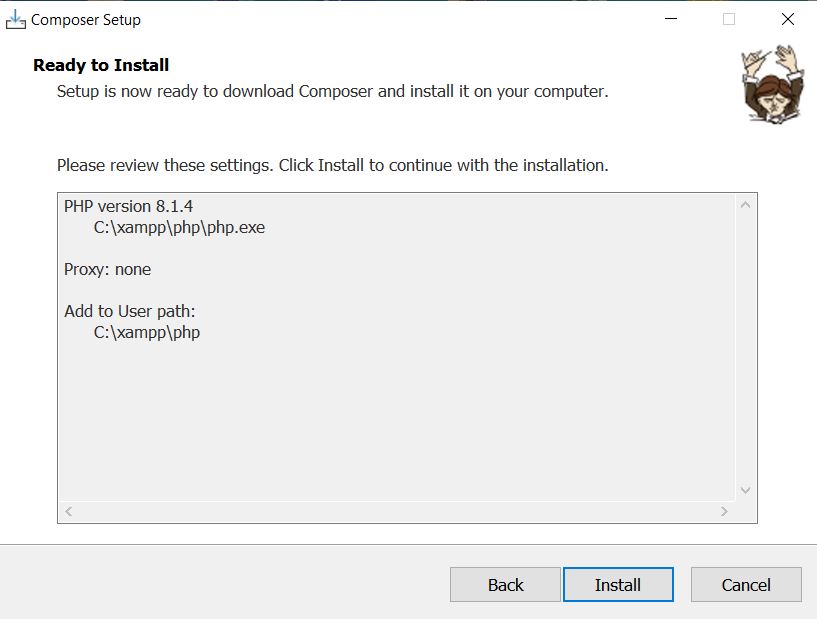 Composer Setup
Ready to Install
Setup is now ready to download Composer and install it on your computer.
Please review these settings. Click Install to continue with the installation.
PHP version 8.1.4
C:\xampp\php\php.exe
Proxy: none
Add to User path:
C:\xampp\php
Back
Install
Cancel